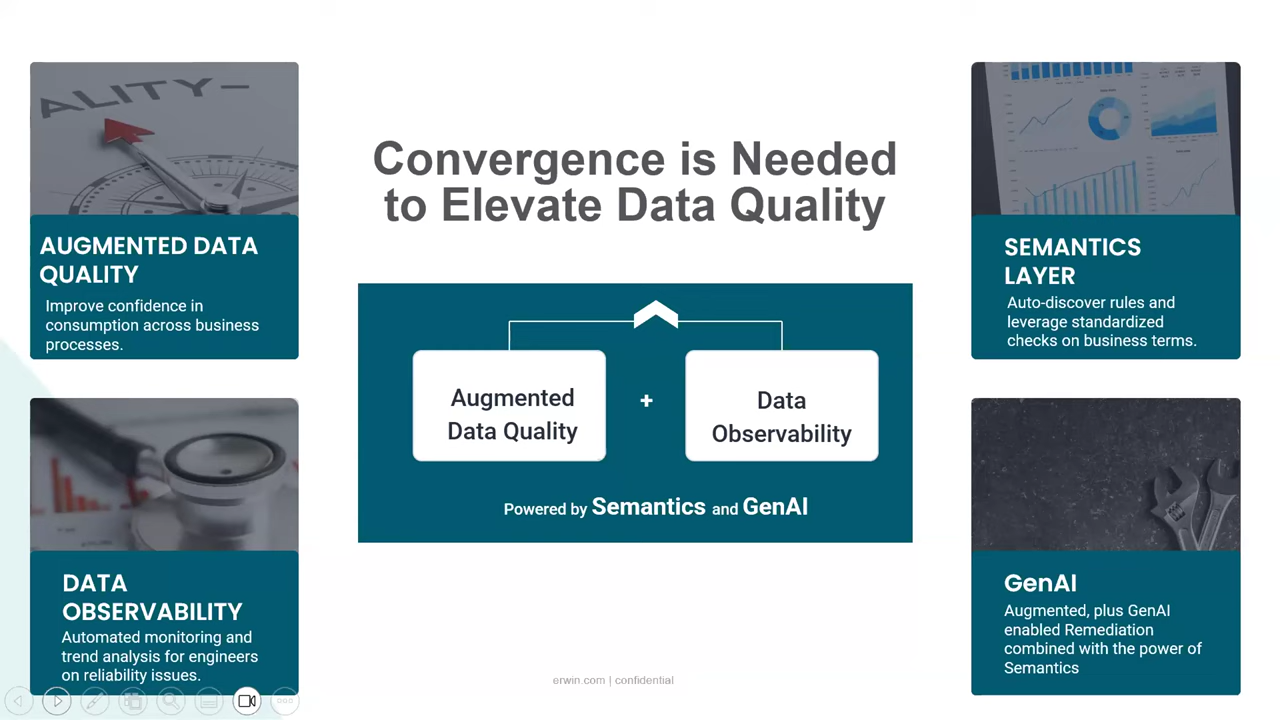 ALITY
Convergence is Needed
to Elevate Data Quality
AUGMENTED DATA
QUALITY
Improve confidence in
consumption across business
processes.
DATA
OBSERVABILITY
Automated monitoring and
trend analysis for engineers
on reliability issues.
Augmented
Data Quality
+
Data
Observability
Powered by Semantics and GenAI
SEMANTICS
LAYER
Auto-discover rules and
leverage standardized
checks on business terms.
GenAI
Augmented, plus GenAI
enabled Remediation
combined with the power of
Semantics
erwin.com | confidential